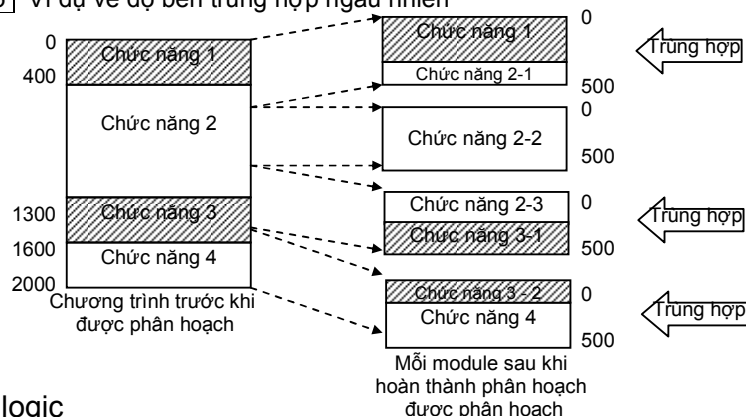 Ví dụ về độ bền trùng hợp ngẫu nhiên
0
Chức năng 1
400
Chức năng 2
1300
Chức năng 3
1600
Chức năng 4
2000
Chương trình trước khi
được phân hoạch
Chức năng 1
0
Trùng hợp
Chức năng 2-1
500
0
Chức năng 2-2
500
Chức năng 2-3
0
Trùng hợp
Chức năng 3-1
500
Chức năng 3 - 2
0
Trùng hợp
Chức năng 4
500
Mỗi module sau khi
hoàn thành phân hoạch
được phân hoạch
logic